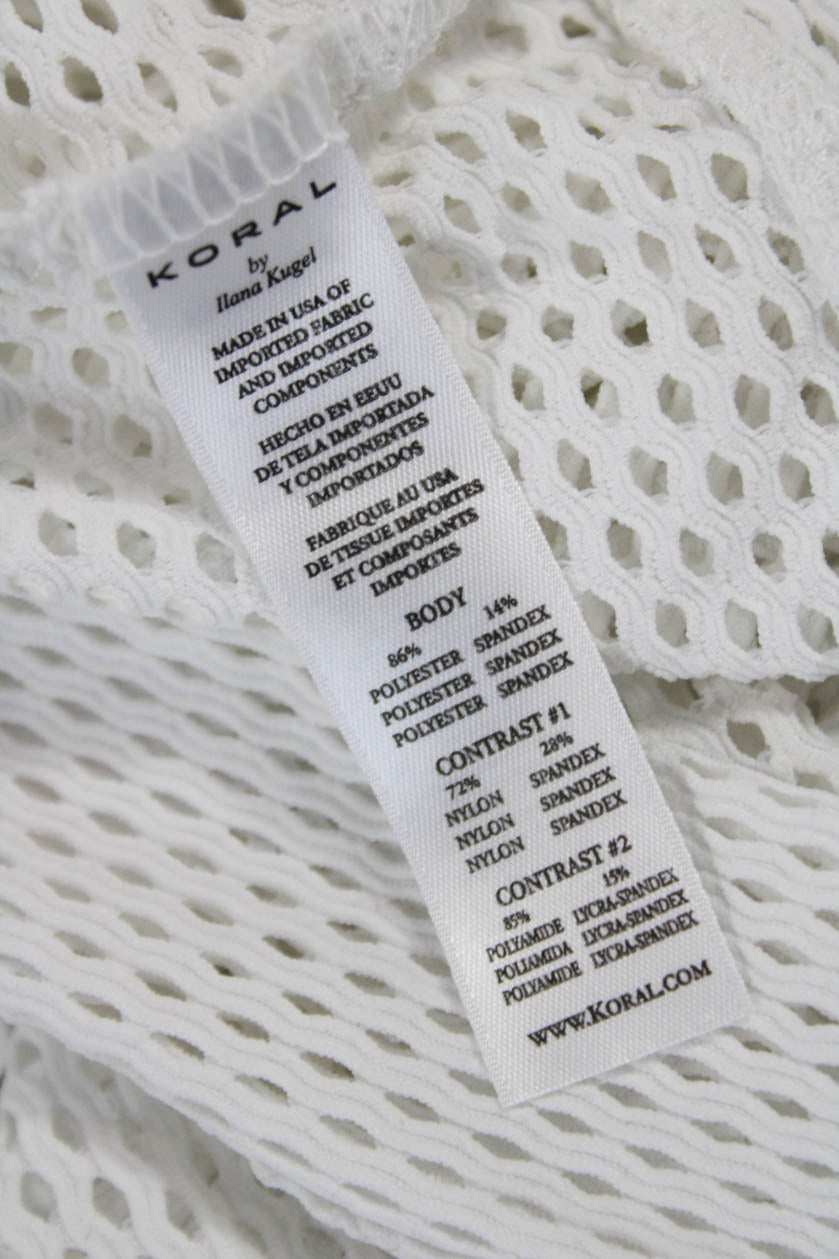 KORAL
by
Ilana Kugel
MADE IN USA OF
IMPORTED FABRIC
AND IMPORTED
COMPONENTS
HECHO EN EEUU
DE TELA IMPORTADA
Y COMPONENTES
IMPORTADOS
FABRIQUE AU USA
DE TISSUE IMPORTES
ET COMPOSANTS
IMPORTES
BODY
86% 14%
POLYESTER SPANDEX
POLYESTER SPANDEX
POLYESTER SPANDEX
CONTRAST #1
72% 28%
NYLON SPANDEX
NYLON SPANDEX
NYLON SPANDEX
CONTRAST #2
85% 15%
POLYAMIDE LYCRA-SPANDEX
POLIAMIDA LYCRA-SPANDEX
POLYAMIDE LYCRA-SPANDEX
www.KORAL.COM